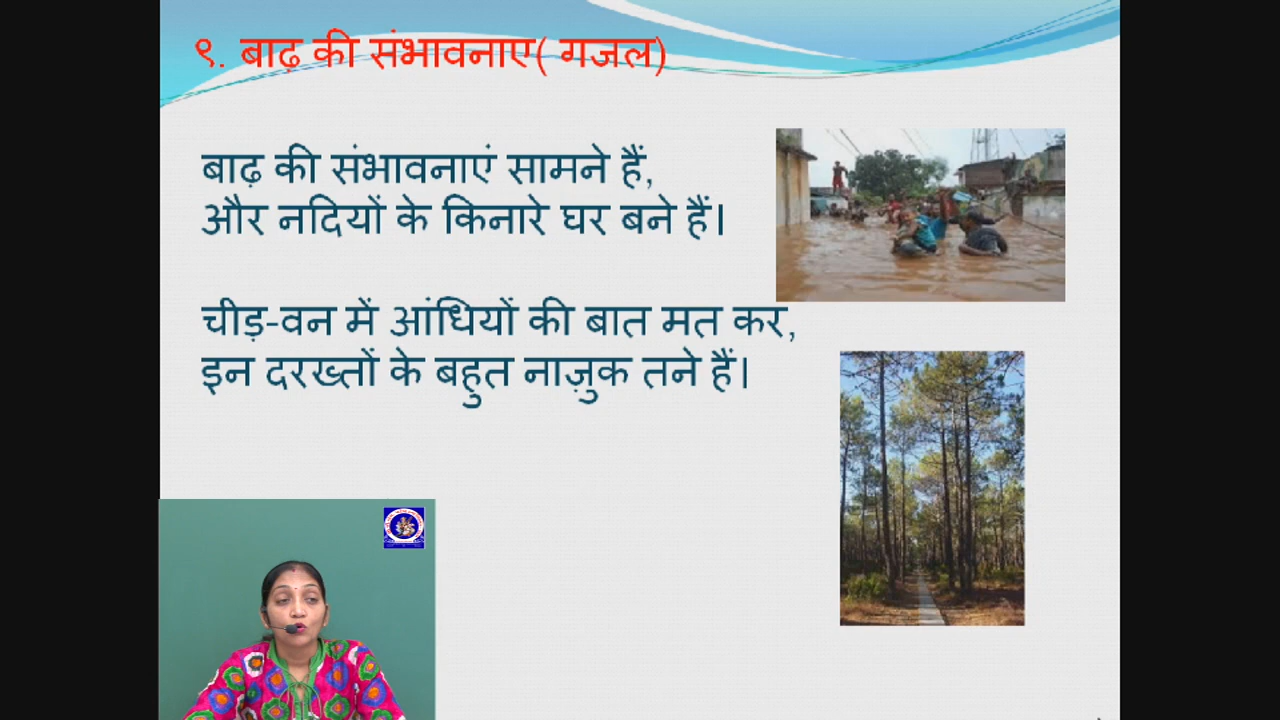 ९. बाढ़ की संभावनाए( गजल)
बाढ़ की संभावनाएं सामने हैं,
और नदियों के किनारे घर बने हैं।
चीड़-वन में आंधियों की बात मत कर,
इन दरख्तों के बहुत नाज़ुक तने हैं।